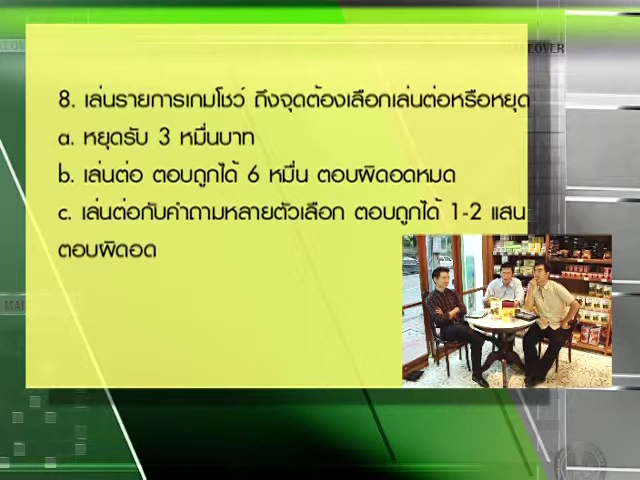 8. เล่นรายการเกมโชว์ ถึงจุดต้องเลือกเล่นต่อหรือหยุด
a. หยุดรับ 3 หมื่นบาท
b. เล่นต่อ ตอบถูกได้ 6 หมื่น ตอบผิดอดหมด
c. เล่นต่อกับคำถามหลายตัวเลือก ตอบถูกได้ 1-2 แสน
ตอบผิดอด